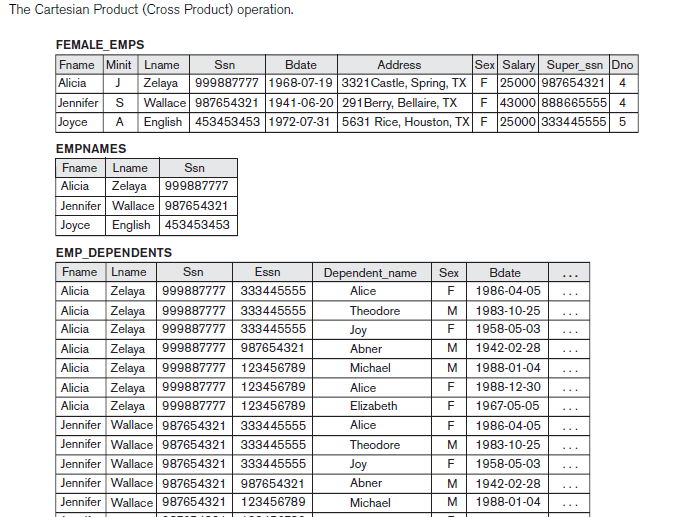 The Cartesian Product (Cross Product) operation.
FEMALE_EMPS
Fname Minit Lname Ssn Bdate Address Sex Salary Super_ssn Dno
Alicia J Zelaya 999887777 1968-07-19 3321Castle, Spring, TX F 25000 987654321 4
Jennifer S Wallace 987654321 1941-06-20 291Berry, Bellaire, TX F 43000 888665555 4
Joyce A English 453453453 1972-07-31 5631 Rice, Houston, TX F 25000 333445555 5
EMPNAMES
Fname Lname Ssn
Alicia Zelaya 999887777
Jennifer Wallace 987654321
Joyce English 453453453
EMP_DEPENDENTS
Fname Lname Ssn Essn Dependent_name Sex Bdate ...
Alicia Zelaya 999887777 333445555 Alice F 1986-04-05 ...
Alicia Zelaya 999887777 333445555 Theodore M 1983-10-25 ...
Alicia Zelaya 999887777 333445555 Joy F 1958-05-03 ...
Alicia Zelaya 999887777 987654321 Abner M 1942-02-28 ...
Alicia Zelaya 999887777 123456789 Michael M 1988-01-04 ...
Alicia Zelaya 999887777 123456789 Alice F 1988-12-30 ...
Alicia Zelaya 999887777 123456789 Elizabeth F 1967-05-05 ...
Jennifer Wallace 987654321 333445555 Alice F 1986-04-05 ...
Jennifer Wallace 987654321 333445555 Theodore M 1983-10-25 ...
Jennifer Wallace 987654321 333445555 Joy F 1958-05-03 ...
Jennifer Wallace 987654321 987654321 Abner M 1942-02-28 ...
Jennifer Wallace 987654321 123456789 Michael M 1988-01-04 ...